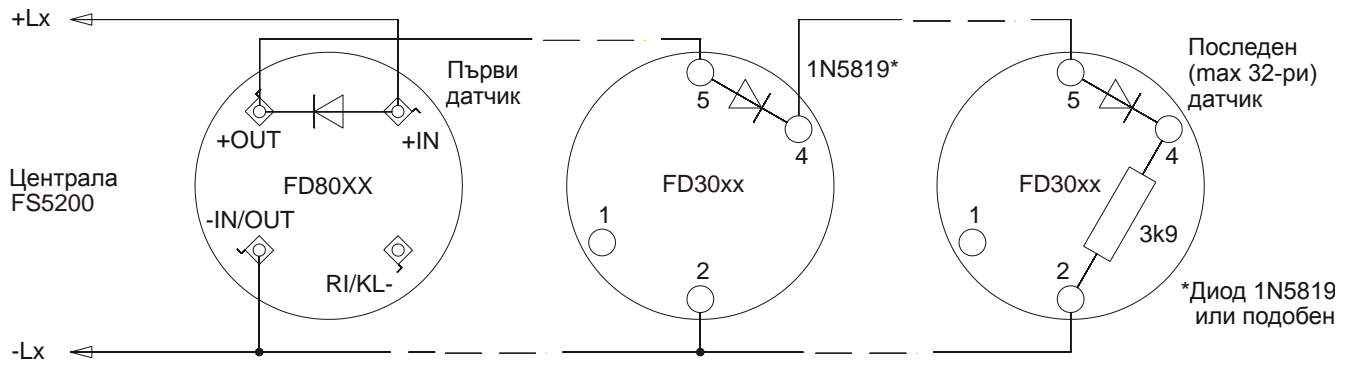 +Lx
Първи
датчик
1N5819*
Последен
(max 32-ри)
датчик
+OUT
+IN
5
4
5
4
Централа
FS5200
FD80XX
FD30xx
FD30xx
-IN/OUT
RI/KL-
1
2
1
2
3k9
*Диод 1N5819
или подобен
-Lx